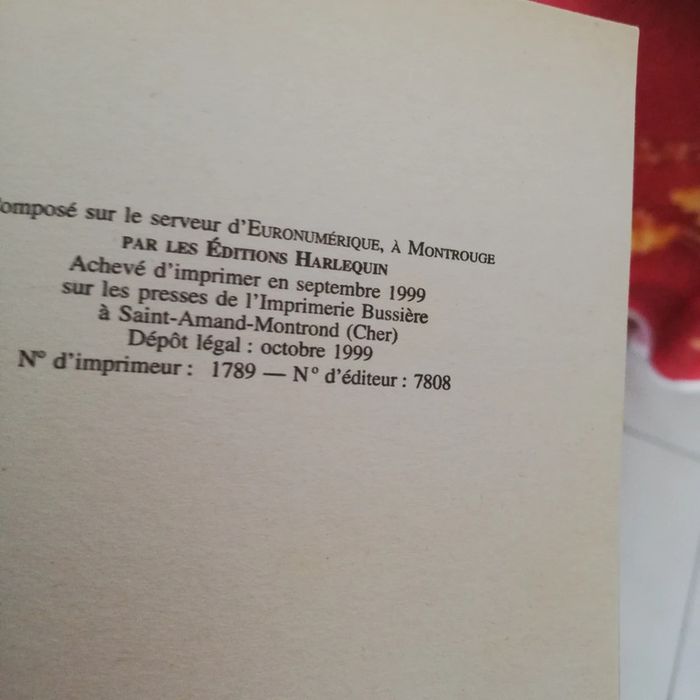 Composé sur le serveur d'EURONUMÉRIQUE, À MONTROUGE
PAR LES ÉDITIONS HARLEQUIN
Achevé d'imprimer en septembre 1999
sur les presses de l'Imprimerie Bussière
à Saint-Amand-Montrond (Cher)
Dépôt légal : octobre 1999
N° d'imprimeur : 1789 — N° d'éditeur : 7808